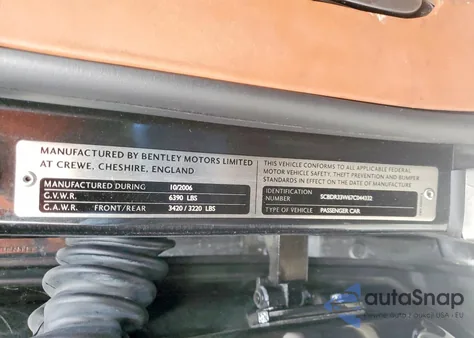 MANUFACTURED BY BENTLEY MOTORS LIMITED
AT CREWE, CHESHIRE, ENGLAND
MANUFACTURED DURING 10/2006
G.V.W.R. 6390 LBS
G.A.W.R. FRONT/REAR 3420 / 3220 LBS
THIS VEHICLE CONFORMS TO ALL APPLICABLE FEDERAL
MOTOR VEHICLE SAFETY, THEFT PREVENTION AND BUMPER
STANDARDS IN EFFECT ON THE DATE OF MANUFACTURE
IDENTIFICATION
NUMBER
TYPE OF VEHICLE PASSENGER CAR
autoSnap